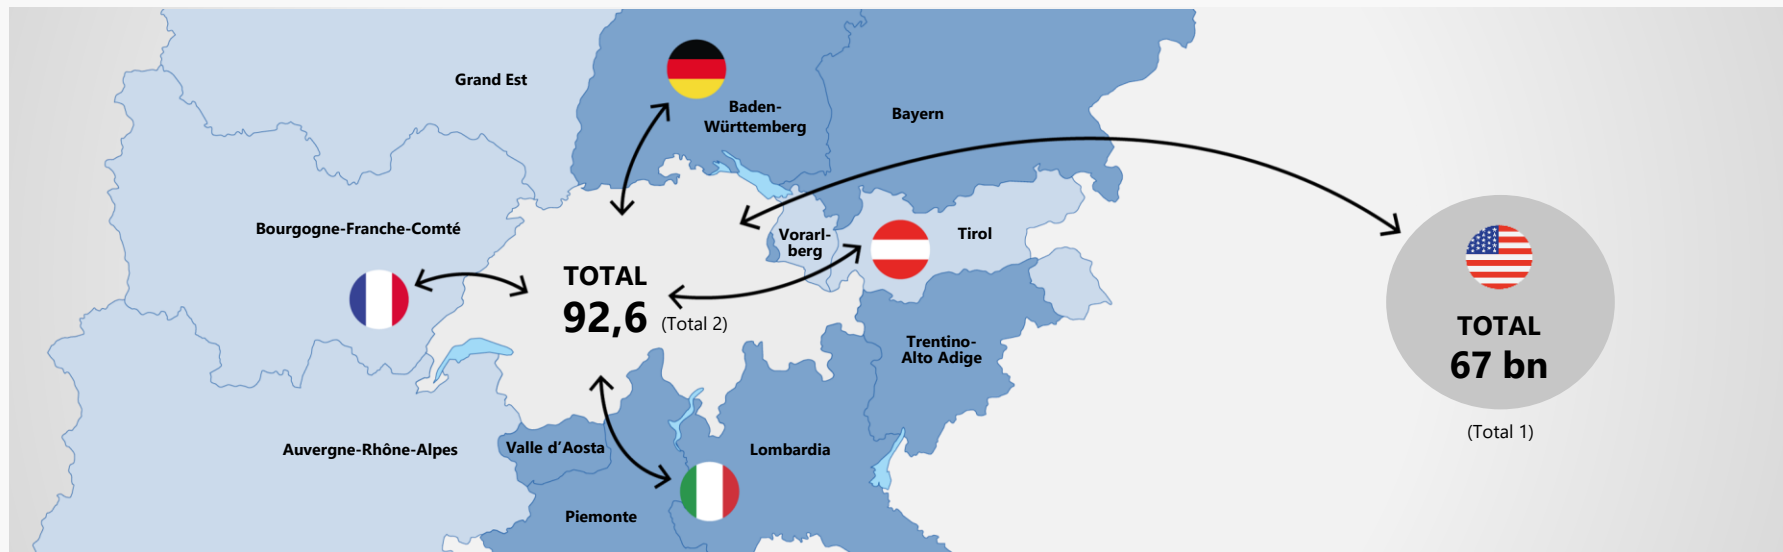 Grand Est
Baden-
Württemberg
Bayern
Bourgogne-Franche-Comté
Vorarl-
berg
Tirol
TOTAL
92,6 (Total 2)
TOTAL
67 bn
(Total 1)
Trentino-
Alto Adige
Auvergne-Rhône-Alpes
Valle d’Aosta
Lombardia
Piemonte